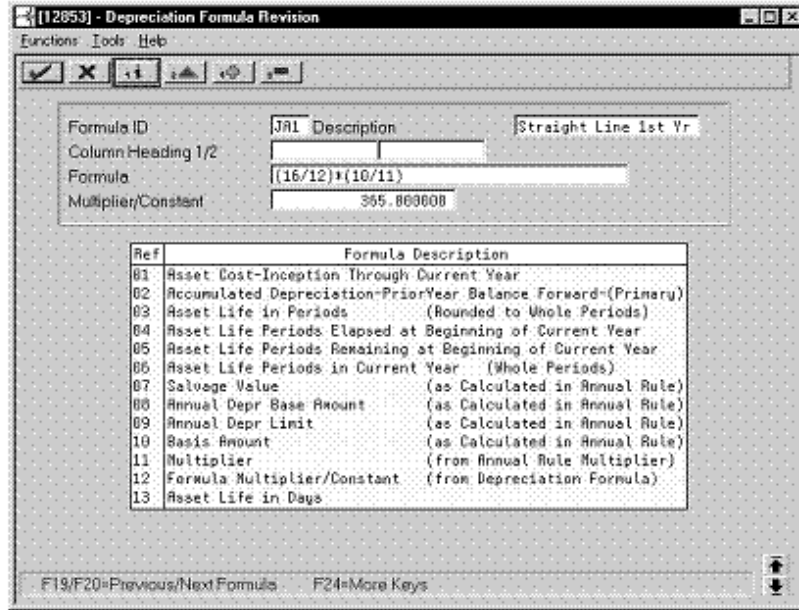 [12853] - Depreciation Formula Revision
Functions Tools Help
Formula ID JA1 Description Straight Line 1st Yr
Column Heading 1/2
Formula (16/12)*(10/11)
Multiplier/Constant 365.000000
Ref Formula Description
01 Asset Cost-Inception Through Current Year
02 Accumulated Depreciation-PriorYear Balance Forward-(Primary)
03 Asset Life in Periods (Rounded to Whole Periods)
04 Asset Life Periods Elapsed at Beginning of Current Year
05 Asset Life Periods Remaining at Beginning of Current Year
06 Asset Life Periods in Current Year (Whole Periods)
07 Salvage Value (as Calculated in Annual Rule)
08 Annual Depr Base Amount (as Calculated in Annual Rule)
09 Annual Depr Limit (as Calculated in Annual Rule)
10 Basis Amount (as Calculated in Annual Rule)
11 Multiplier (from Annual Rule Multiplier)
12 Formula Multiplier/Constant (from Depreciation Formula)
13 Asset Life in Days
F19/F20=Previous/Next Formula F24=More Keys